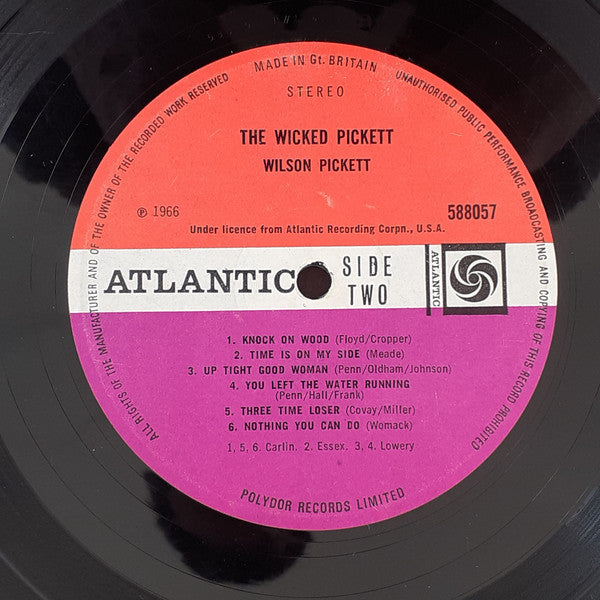 MADE IN Gt. BRITAIN
ALL RIGHTS OF THE MANUFACTURER AND OF THE OWNER OF THE RECORDED WORK RESERVED
UNAUTHORISED PUBLIC PERFORMANCE BROADCASTING AND COPYING OF THIS RECORD PROHIBITED
STEREO
THE WICKED PICKETT
WILSON PICKETT
℗ 1966
588057
Under licence from Atlantic Recording Corpn., U.S.A.
ATLANTIC
SIDE
TWO
ATLANTIC
1. KNOCK ON WOOD (Floyd/Cropper)
2. TIME IS ON MY SIDE (Meade)
3. UP TIGHT GOOD WOMAN (Penn/Oldham/Johnson)
4. YOU LEFT THE WATER RUNNING
(Penn/Hall/Frank)
5. THREE TIME LOSER (Covay/Miller)
6. NOTHING YOU CAN DO (Womack)
1, 5, 6. Carlin. 2. Essex. 3, 4. Lowery
POLYDOR RECORDS LIMITED